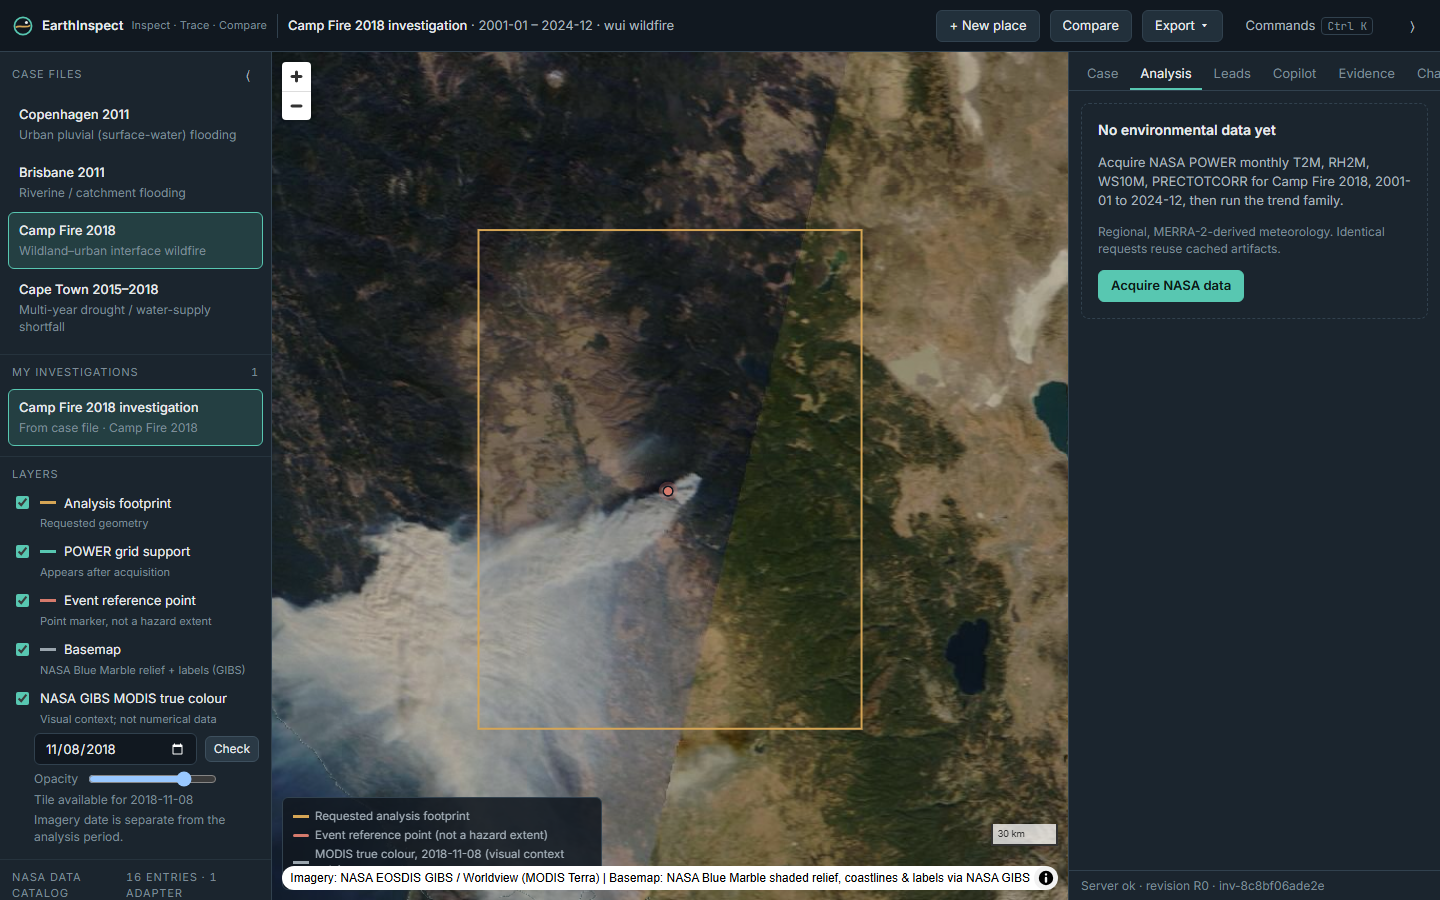 EarthInspect Inspect · Trace · Compare
Camp Fire 2018 investigation · 2001-01 – 2024-12 · wui wildfire
+ New place
Compare
Export
Commands Ctrl K
CASE FILES
Copenhagen 2011
Urban pluvial (surface-water) flooding
Brisbane 2011
Riverine / catchment flooding
Camp Fire 2018
Wildland–urban interface wildfire
Cape Town 2015–2018
Multi-year drought / water-supply
shortfall
MY INVESTIGATIONS 1
Camp Fire 2018 investigation
From case file · Camp Fire 2018
LAYERS
Analysis footprint
Requested geometry
POWER grid support
Appears after acquisition
Event reference point
Point marker, not a hazard extent
Basemap
NASA Blue Marble relief + labels (GIBS)
NASA GIBS MODIS true colour
Visual context; not numerical data
11/08/2018
Check
Opacity
Tile available for 2018-11-08
Imagery date is separate from the
analysis period.
NASA DATA
CATALOG
16 ENTRIES · 1
ADAPTER
+
−
Requested analysis footprint
Event reference point (not a hazard extent)
MODIS true colour, 2018-11-08 (visual context
30 km
Imagery: NASA EOSDIS GIBS / Worldview (MODIS Terra) | Basemap: NASA Blue Marble shaded relief, coastlines & labels via NASA GIBS
Case Analysis Leads Copilot Evidence Cha
No environmental data yet
Acquire NASA POWER monthly T2M, RH2M,
WS10M, PRECTOTCORR for Camp Fire 2018, 2001-
01 to 2024-12, then run the trend family.
Regional, MERRA-2-derived meteorology. Identical
requests reuse cached artifacts.
Acquire NASA data
Server ok · revision R0 · inv-8c8bf06ade2e